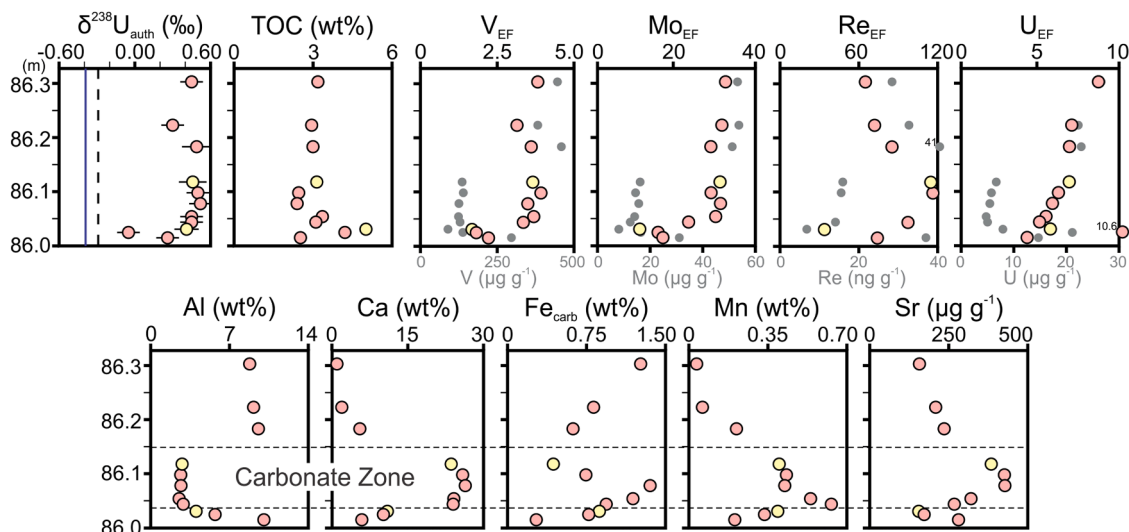 δ²³⁸Uauth (‰) TOC (wt%) VEF MoEF ReEF UEF
-0.60 0.00 0.60 0 3 6 0 2.5 5.0 0 20 40 0 60 120 0 5 10
(m)
86.3
86.2
86.1
86.0
41
10.6
0 500 0 20 40 60 0 20 40 0 10 20 30
V (µg g⁻¹) Mo (µg g⁻¹) Re (ng g⁻¹) U (µg g⁻¹)
Al (wt%) Ca (wt%) Fecarb (wt%) Mn (wt%) Sr (µg g⁻¹)
0 7 14 0 15 30 0 0.75 1.50 0 0.35 0.70 0 250 500
86.3
86.2
86.1
86.0
Carbonate Zone